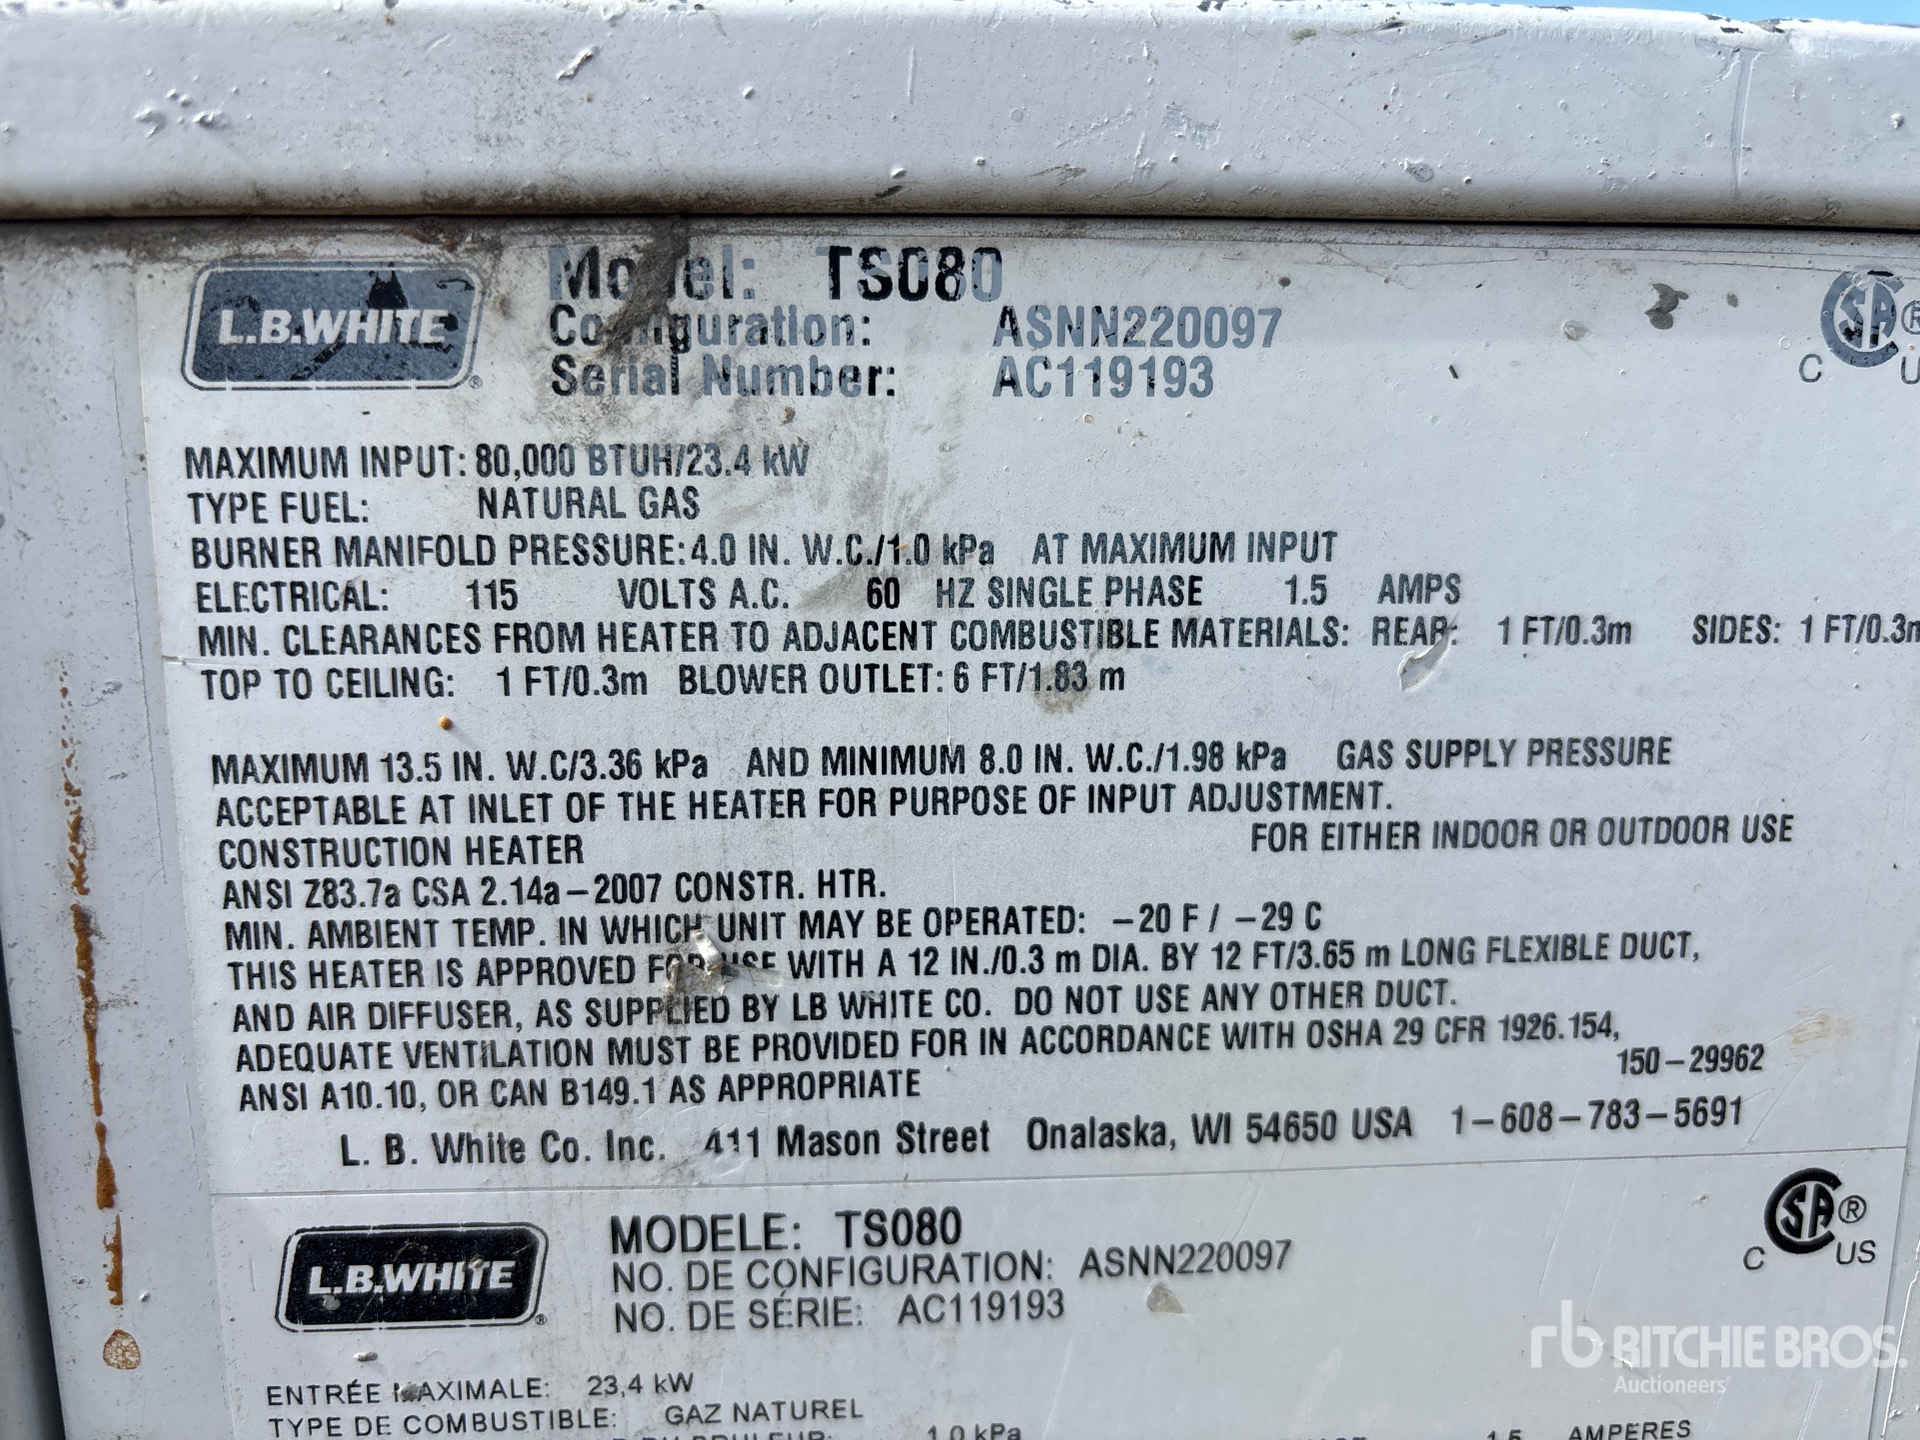 L.B.WHITE®
Model: TS080
Configuration: ASNN220097
Serial Number: AC119193
CSA®
C US
MAXIMUM INPUT: 80,000 BTUH/23.4 kW
TYPE FUEL: NATURAL GAS
BURNER MANIFOLD PRESSURE: 4.0 IN. W.C./1.0 kPa AT MAXIMUM INPUT
ELECTRICAL: 115 VOLTS A.C. 60 HZ SINGLE PHASE 1.5 AMPS
MIN. CLEARANCES FROM HEATER TO ADJACENT COMBUSTIBLE MATERIALS: REAR: 1 FT/0.3m SIDES: 1 FT/0.3m
TOP TO CEILING: 1 FT/0.3m BLOWER OUTLET: 6 FT/1.83 m
MAXIMUM 13.5 IN. W.C/3.36 kPa AND MINIMUM 8.0 IN. W.C./1.98 kPa GAS SUPPLY PRESSURE
ACCEPTABLE AT INLET OF THE HEATER FOR PURPOSE OF INPUT ADJUSTMENT.
CONSTRUCTION HEATER FOR EITHER INDOOR OR OUTDOOR USE
ANSI Z83.7a CSA 2.14a-2007 CONSTR. HTR.
MIN. AMBIENT TEMP. IN WHICH UNIT MAY BE OPERATED: -20 F / -29 C
THIS HEATER IS APPROVED FOR USE WITH A 12 IN./0.3 m DIA. BY 12 FT/3.65 m LONG FLEXIBLE DUCT,
AND AIR DIFFUSER, AS SUPPLIED BY LB WHITE CO. DO NOT USE ANY OTHER DUCT.
ADEQUATE VENTILATION MUST BE PROVIDED FOR IN ACCORDANCE WITH OSHA 29 CFR 1926.154,
ANSI A10.10, OR CAN B149.1 AS APPROPRIATE 150-29962
L. B. White Co. Inc. 411 Mason Street Onalaska, WI 54650 USA 1-608-783-5691
L.B.WHITE®
MODELE: TS080
NO. DE CONFIGURATION: ASNN220097
NO. DE SÉRIE: AC119193
CSA®
C US
ENTRÉE MAXIMALE: 23,4 kW
TYPE DE COMBUSTIBLE: GAZ NATUREL
1,0 kPa 1,5 AMPERES
rb RITCHIE BROS.
Auctioneers